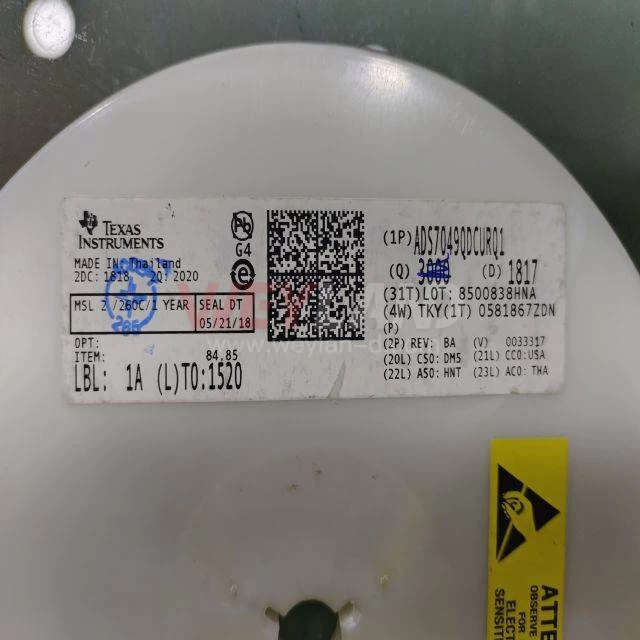 TEXAS
INSTRUMENTS
MADE IN: Thailand
2DC: 1818 2Q: 2020
MSL 2/260C/1 YEAR
SEAL DT
05/21/18
OPT:
ITEM: 84.85
LBL: 1A (L)TO:1520
Pb
G4
e
(1P) ADS7049QDCURQ1
(Q) 3000 (D) 1817
(31T)LOT: 8500838HNA
(4W) TKY(1T) 0581867ZDN
(P)
(2P) REV: BA (V) 0033317
(20L) CSO: DM5 (21L) CCO:USA
(22L) ASO: HNT (23L) ACO: THA
WEYLAND
ATTE
OBSERVE
FOR
ELECT
SENSITI